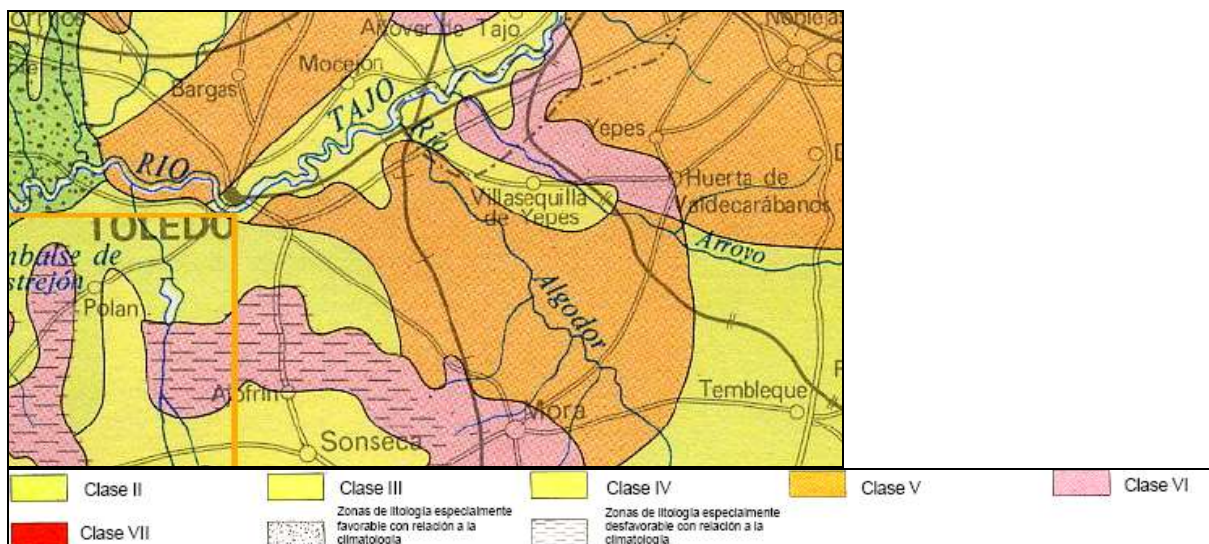 Añover de Tajo
Noblejas
Mocejón
Bargas
TAJO
RIO
Río
Yepes
Huerta de
Valdecarábanos
Villasequilla
de Yepes
TOLEDO
Arroyo
Polan
Algodor
Ajofrin
Mora
Tembleque
Sonseca
Clase II
Clase III
Clase IV
Clase V
Clase VI
Clase VII
Zonas de litología especialmente
favorable con relación a la
climatología
Zonas de litología especialmente
desfavorable con relación a la
climatología